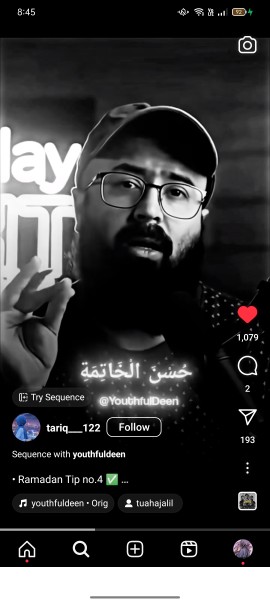 8:45
93
lay
حُسْنَ الْخَاتِمَةِ
Try Sequence
@YouthfulDeen
tariq___122
Follow
Sequence with youthfuldeen
• Ramadan Tip no.4 ✅ ...
youthfuldeen • Orig
tuahajalil
1,079
2
193